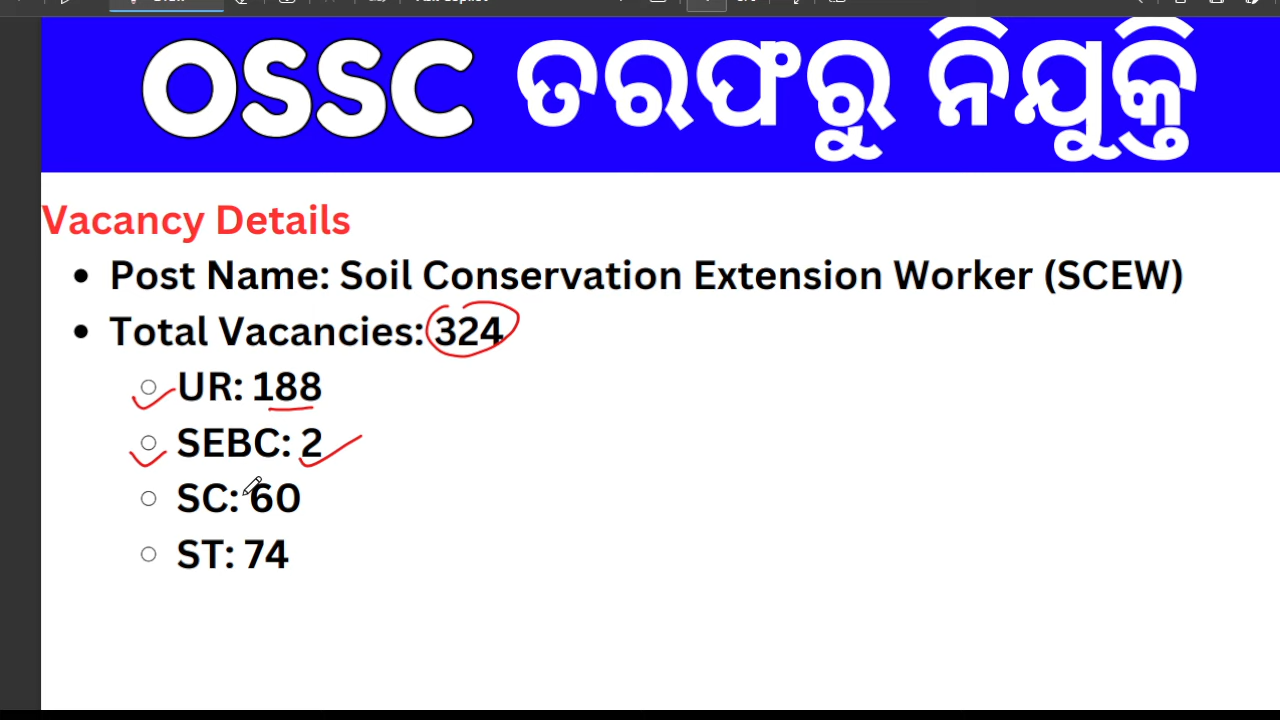 OSSC ତରଫରୁ ନିଯୁକ୍ତି
Vacancy Details
• Post Name: Soil Conservation Extension Worker (SCEW)
• Total Vacancies: 324
○ UR: 188
○ SEBC: 2
○ SC: 60
○ ST: 74